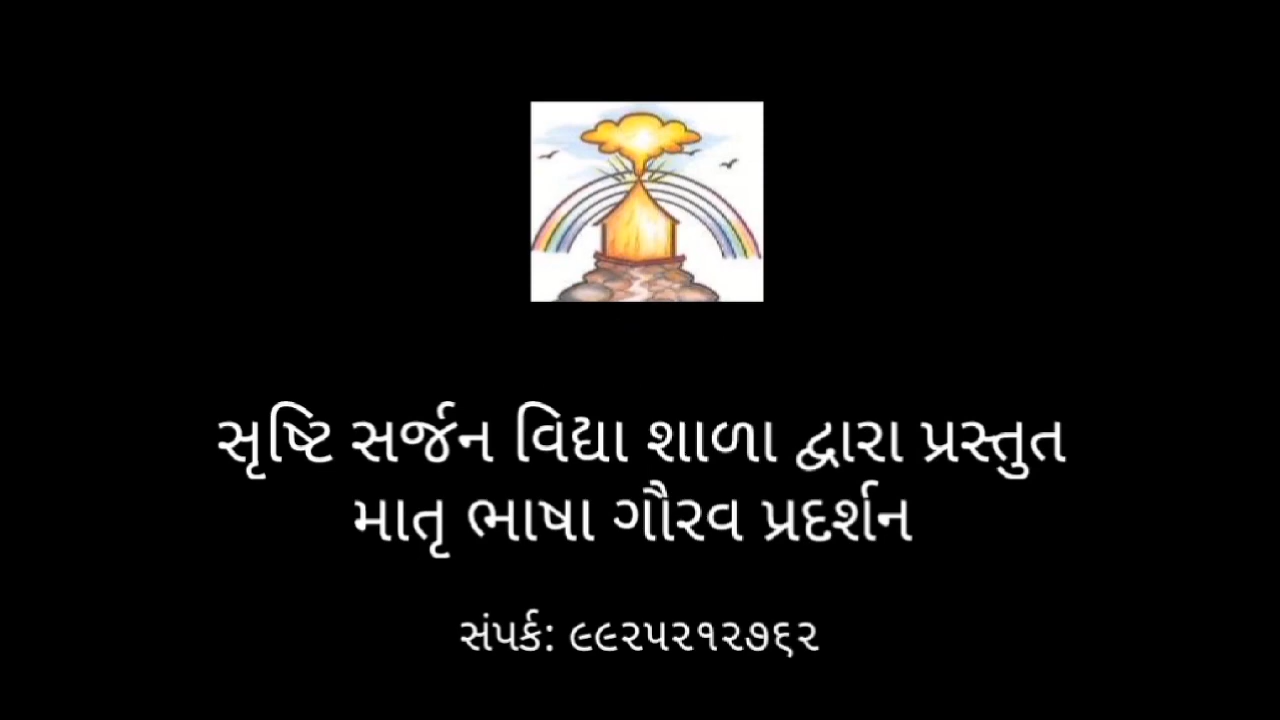 સૃષ્ટિ સર્જન વિદ્યા શાળા દ્વારા પ્રસ્તુત
માતૃ ભાષા ગૌરવ પ્રદર્શન
સંપર્ક: ૯૯૨૫૨૧૨૭૬૨